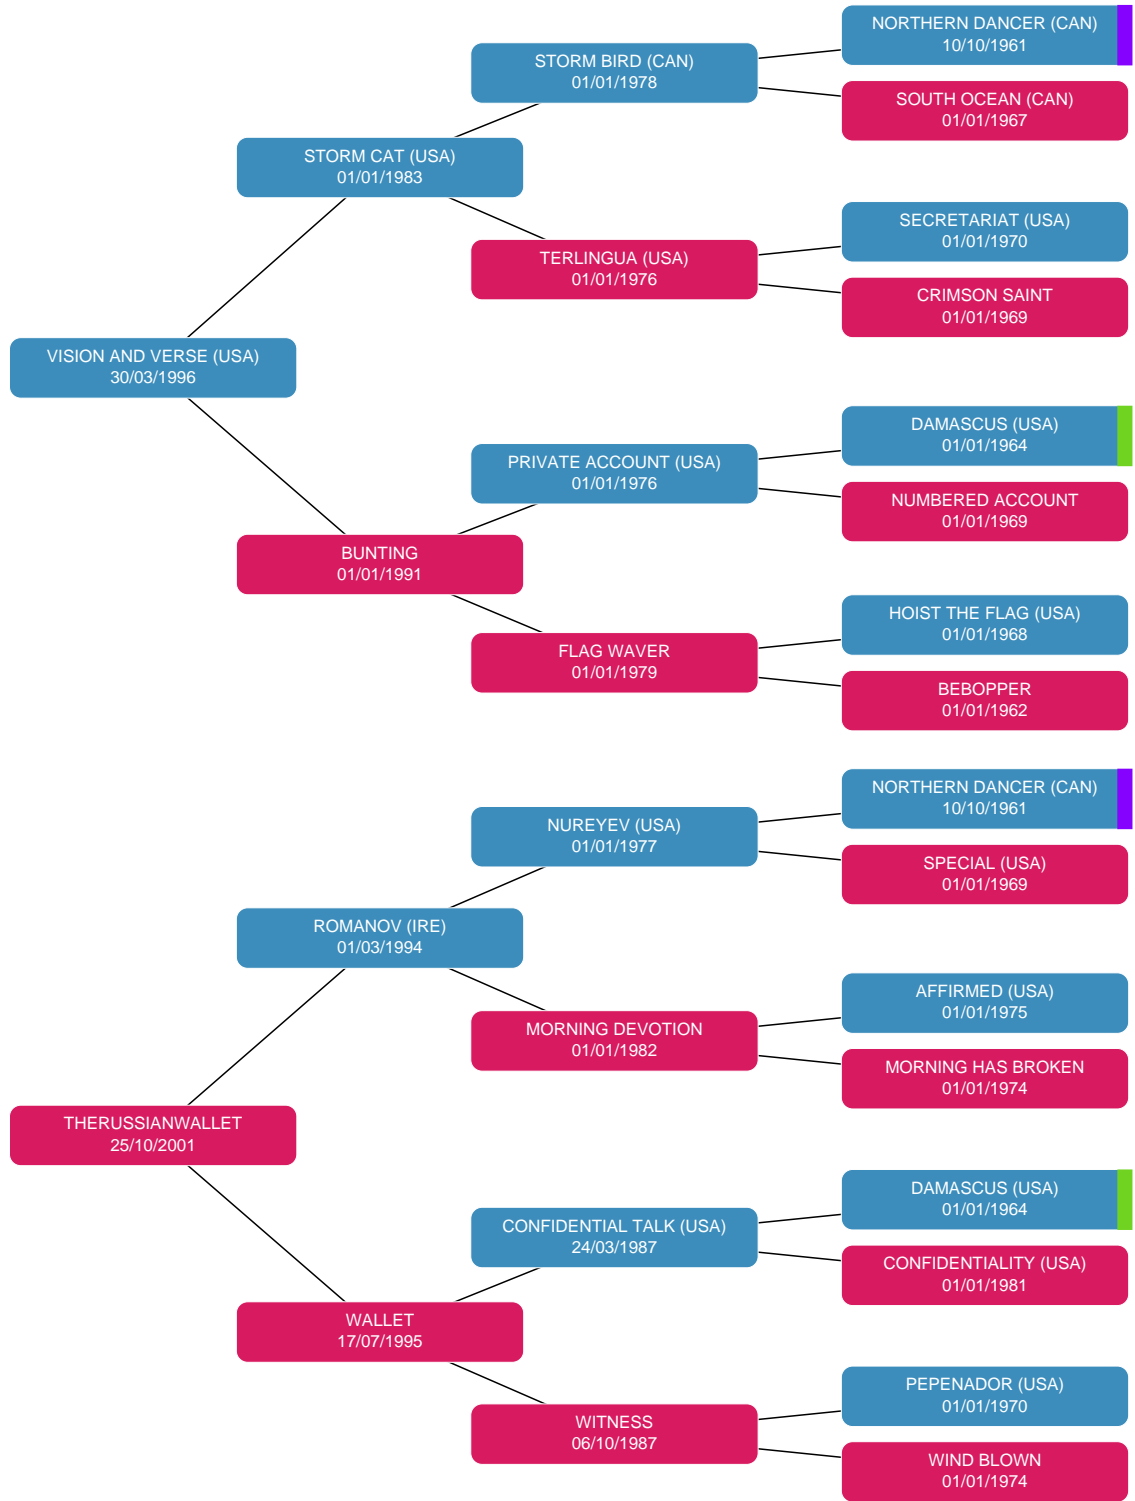 NORTHERN DANCER (CAN)
10/10/1961
STORM BIRD (CAN)
01/01/1978
SOUTH OCEAN (CAN)
01/01/1967
STORM CAT (USA)
01/01/1983
SECRETARIAT (USA)
01/01/1970
TERLINGUA (USA)
01/01/1976
CRIMSON SAINT
01/01/1969
VISION AND VERSE (USA)
30/03/1996
DAMASCUS (USA)
01/01/1964
PRIVATE ACCOUNT (USA)
01/01/1976
NUMBERED ACCOUNT
01/01/1969
BUNTING
01/01/1991
HOIST THE FLAG (USA)
01/01/1968
FLAG WAVER
01/01/1979
BEBOPPER
01/01/1962
NORTHERN DANCER (CAN)
10/10/1961
NUREYEV (USA)
01/01/1977
SPECIAL (USA)
01/01/1969
ROMANOV (IRE)
01/03/1994
AFFIRMED (USA)
01/01/1975
MORNING DEVOTION
01/01/1982
MORNING HAS BROKEN
01/01/1974
THERUSSIANWALLET
25/10/2001
DAMASCUS (USA)
01/01/1964
CONFIDENTIAL TALK (USA)
24/03/1987
CONFIDENTIALITY (USA)
01/01/1981
WALLET
17/07/1995
PEPENADOR (USA)
01/01/1970
WITNESS
06/10/1987
WIND BLOWN
01/01/1974